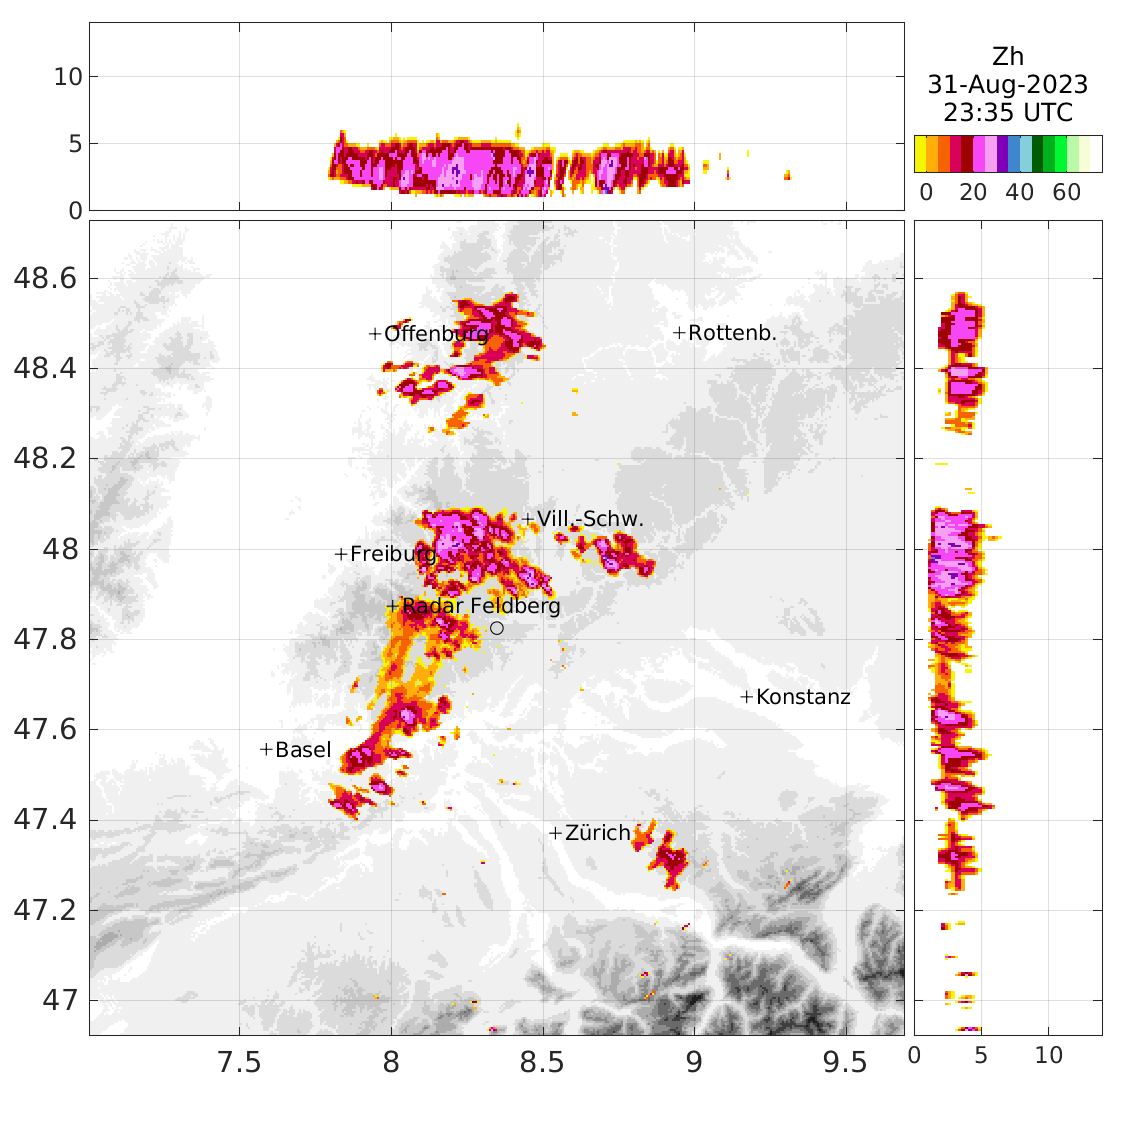 10
5
0
Zh
31-Aug-2023
23:35 UTC
0 20 40 60
48.6
48.4
48.2
48
47.8
47.6
47.4
47.2
47
+Offenburg
+Rottenb.
+Vill.-Schw.
+Freiburg
+Radar Feldberg
+Konstanz
+Basel
+Zürich
7.5 8 8.5 9 9.5
0 5 10